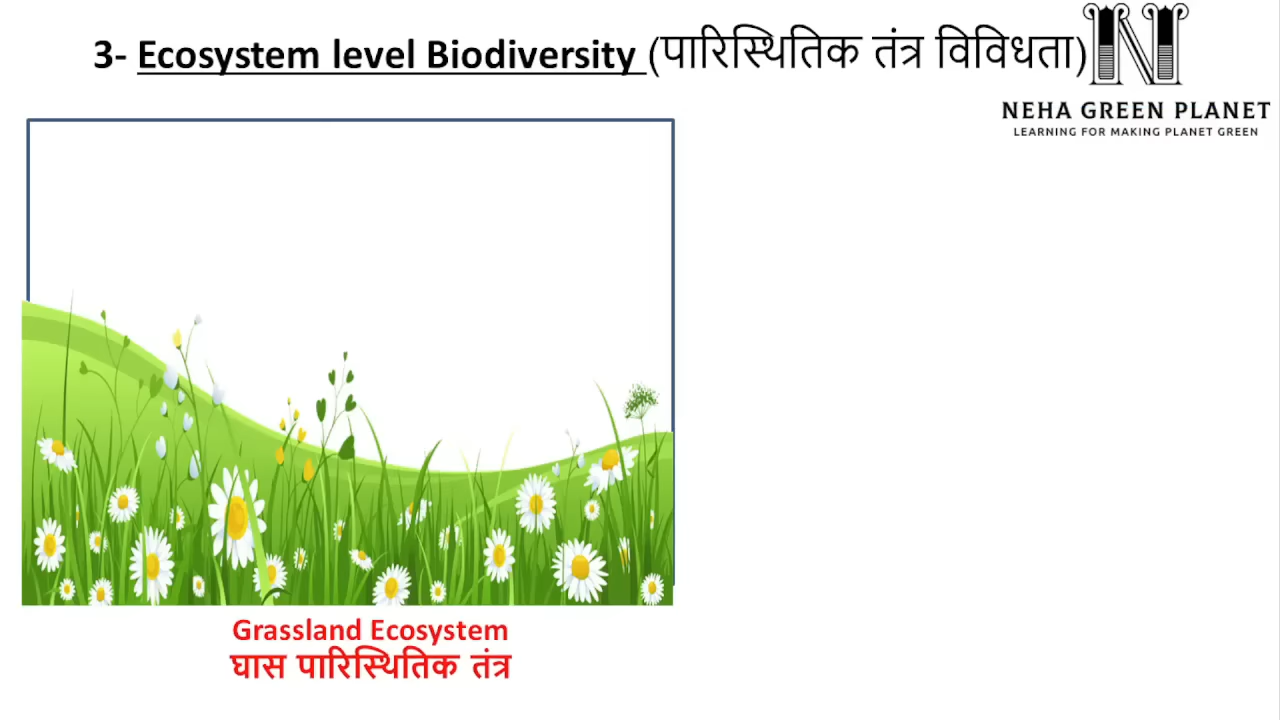 3- Ecosystem level Biodiversity (पारिस्थितिक तंत्र विविधता)
N
NEHA GREEN PLANET
LEARNING FOR MAKING PLANET GREEN
Grassland Ecosystem
घास पारिस्थितिक तंत्र